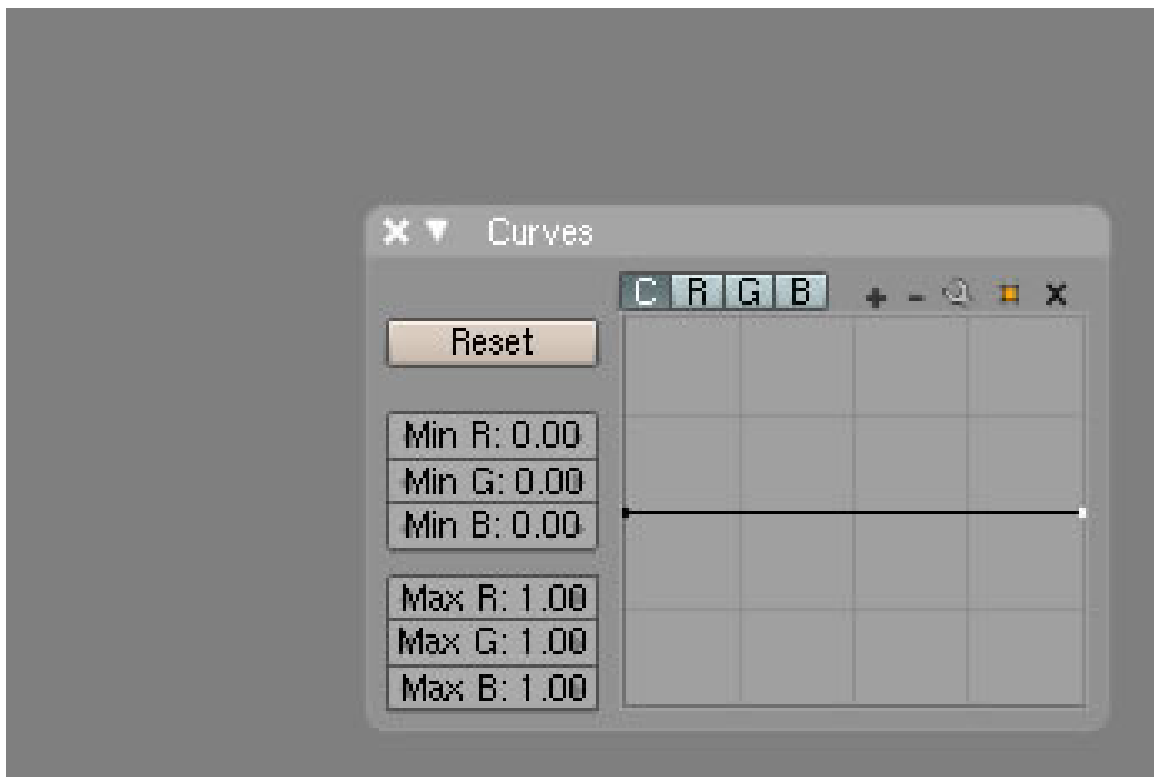 Curves
C R G B + - x
Reset
Min R: 0.00
Min G: 0.00
Min B: 0.00
Max R: 1.00
Max G: 1.00
Max B: 1.00